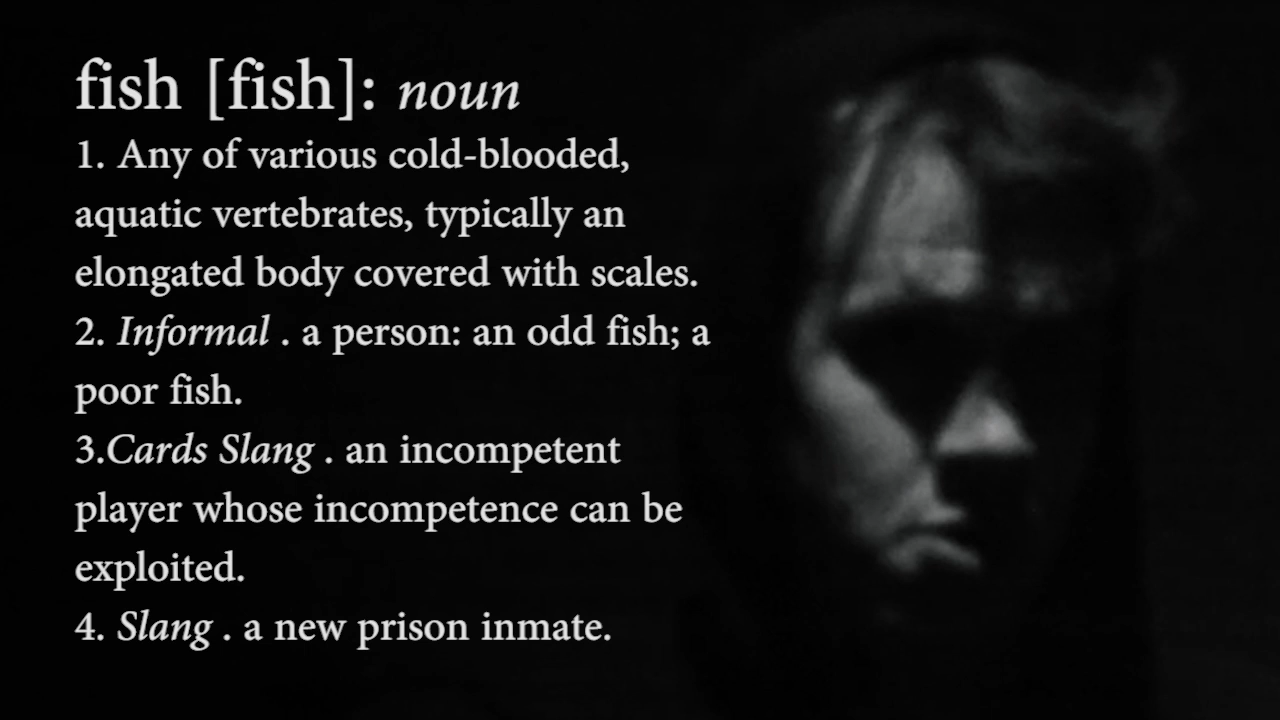 fish [fish]: noun
1. Any of various cold-blooded,
aquatic vertebrates, typically an
elongated body covered with scales.
2. Informal . a person: an odd fish; a
poor fish.
3.Cards Slang . an incompetent
player whose incompetence can be
exploited.
4. Slang . a new prison inmate.